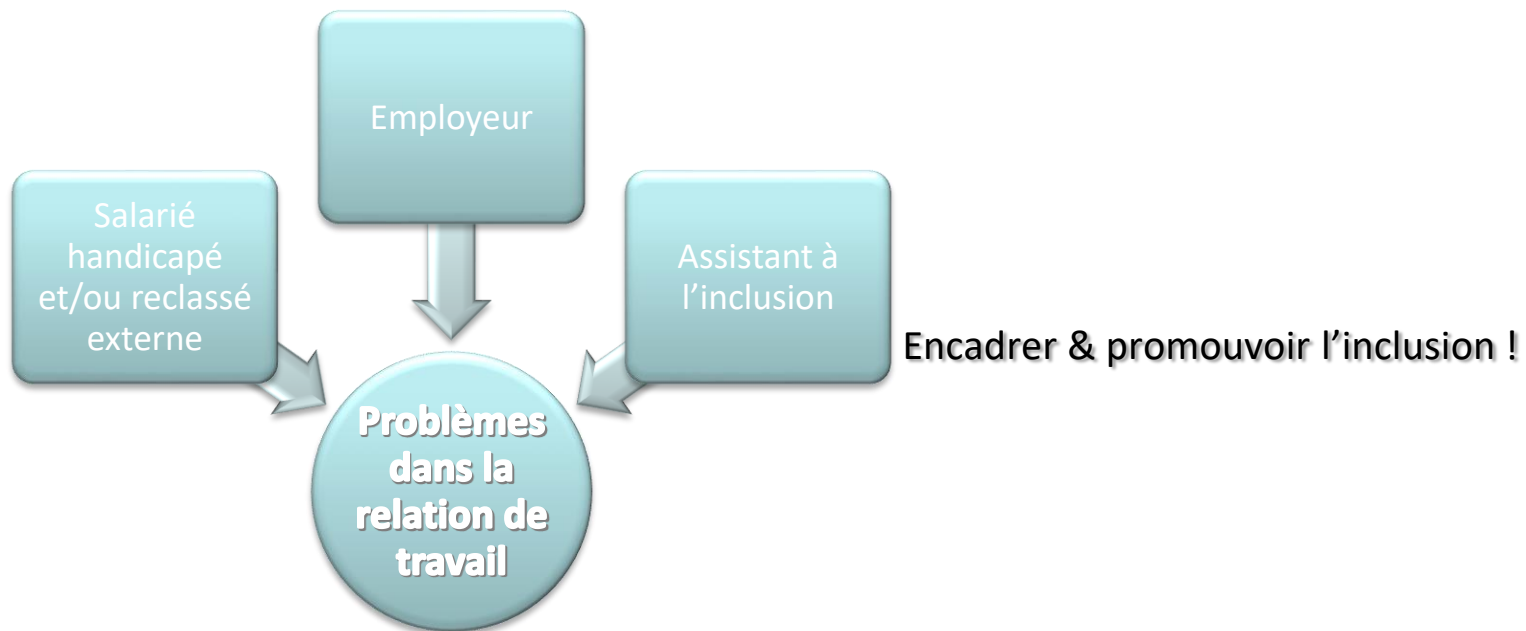 Employeur
Salarié
handicapé
et/ou reclassé
externe
Assistant à
l’inclusion
Encadrer & promouvoir l’inclusion !
Problèmes
dans la
relation de
travail